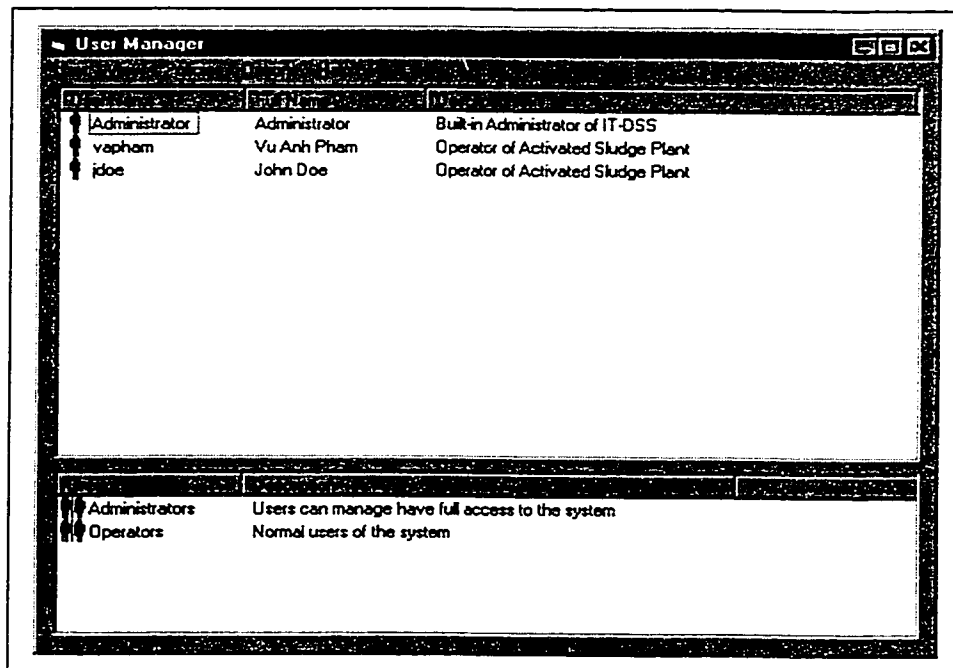 User Manager
Administrator Administrator Built-in Administrator of IT-DSS
vapham Vu Anh Pham Operator of Activated Sludge Plant
jdoe John Doe Operator of Activated Sludge Plant
Administrators Users can manage have full access to the system
Operators Normal users of the system